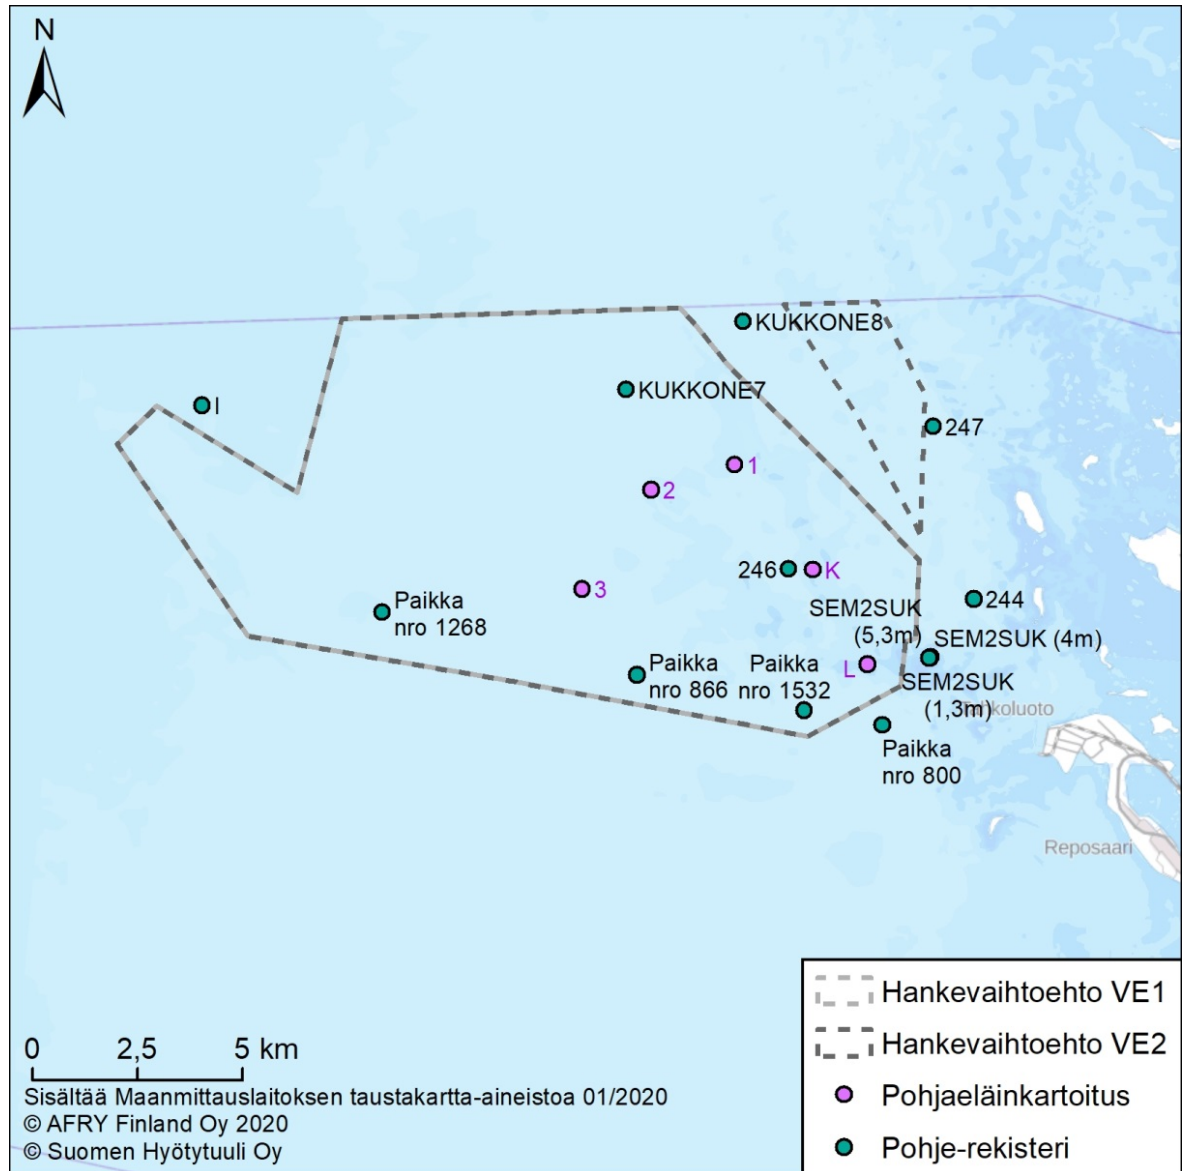 N
KUKKONE8
I
KUKKONE7
247
1
2
246
K
3
SEM2SUK
(5,3m)
244
Paikka
nro 1268
SEM2SUK (4m)
Paikka
nro 866
Paikka
nro 1532
L
SEM2SUK
(1,3m)
Paikka
nro 800
Reposaari
0 2,5 5 km
Sisältää Maanmittauslaitoksen taustakartta-aineistoa 01/2020
© AFRY Finland Oy 2020
© Suomen Hyötytuuli Oy
Hankevaihtoehto VE1
Hankevaihtoehto VE2
Pohjaeläinkartoitus
Pohje-rekisteri